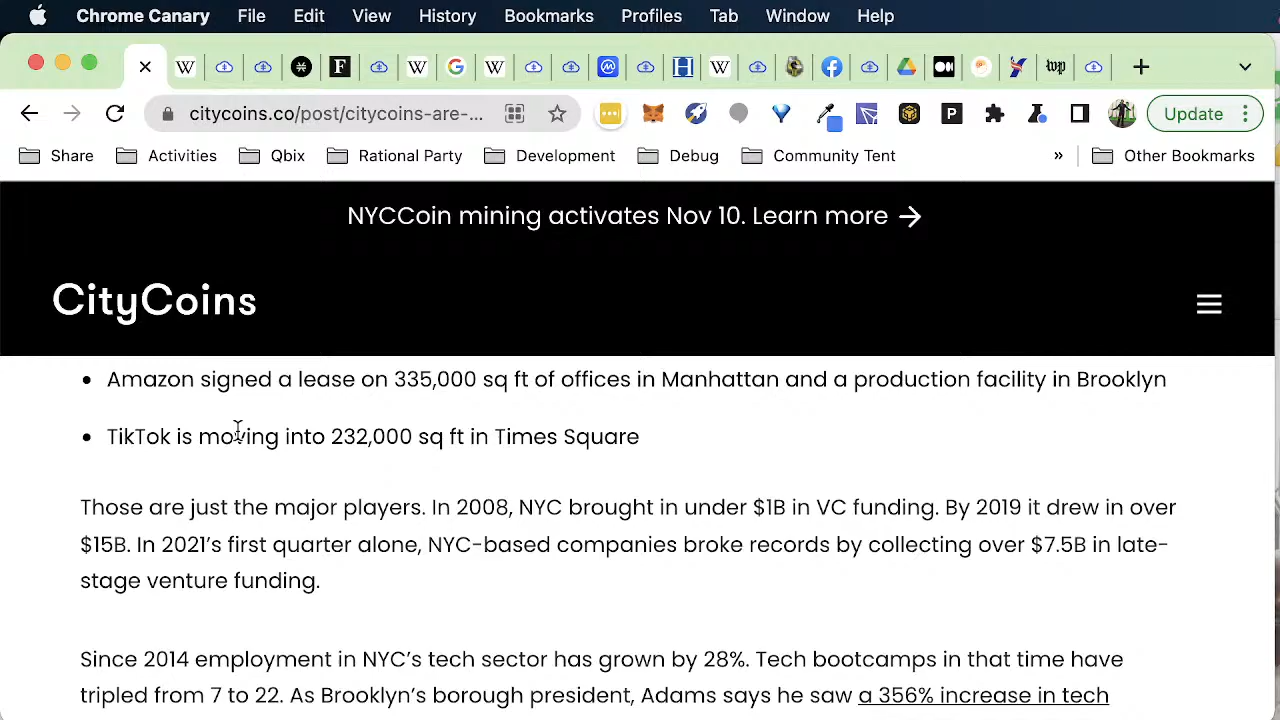 Chrome Canary File Edit View History Bookmarks Profiles Tab Window Help
citycoins.co/post/citycoins-are-... Update
Share Activities Qbix Rational Party Development Debug Community Tent » Other Bookmarks
NYCCoin mining activates Nov 10. Learn more →
CityCoins
• Amazon signed a lease on 335,000 sq ft of offices in Manhattan and a production facility in Brooklyn
• TikTok is moving into 232,000 sq ft in Times Square
Those are just the major players. In 2008, NYC brought in under $1B in VC funding. By 2019 it drew in over
$15B. In 2021’s first quarter alone, NYC-based companies broke records by collecting over $7.5B in late-
stage venture funding.
Since 2014 employment in NYC’s tech sector has grown by 28%. Tech bootcamps in that time have
tripled from 7 to 22. As Brooklyn’s borough president, Adams says he saw a 356% increase in tech